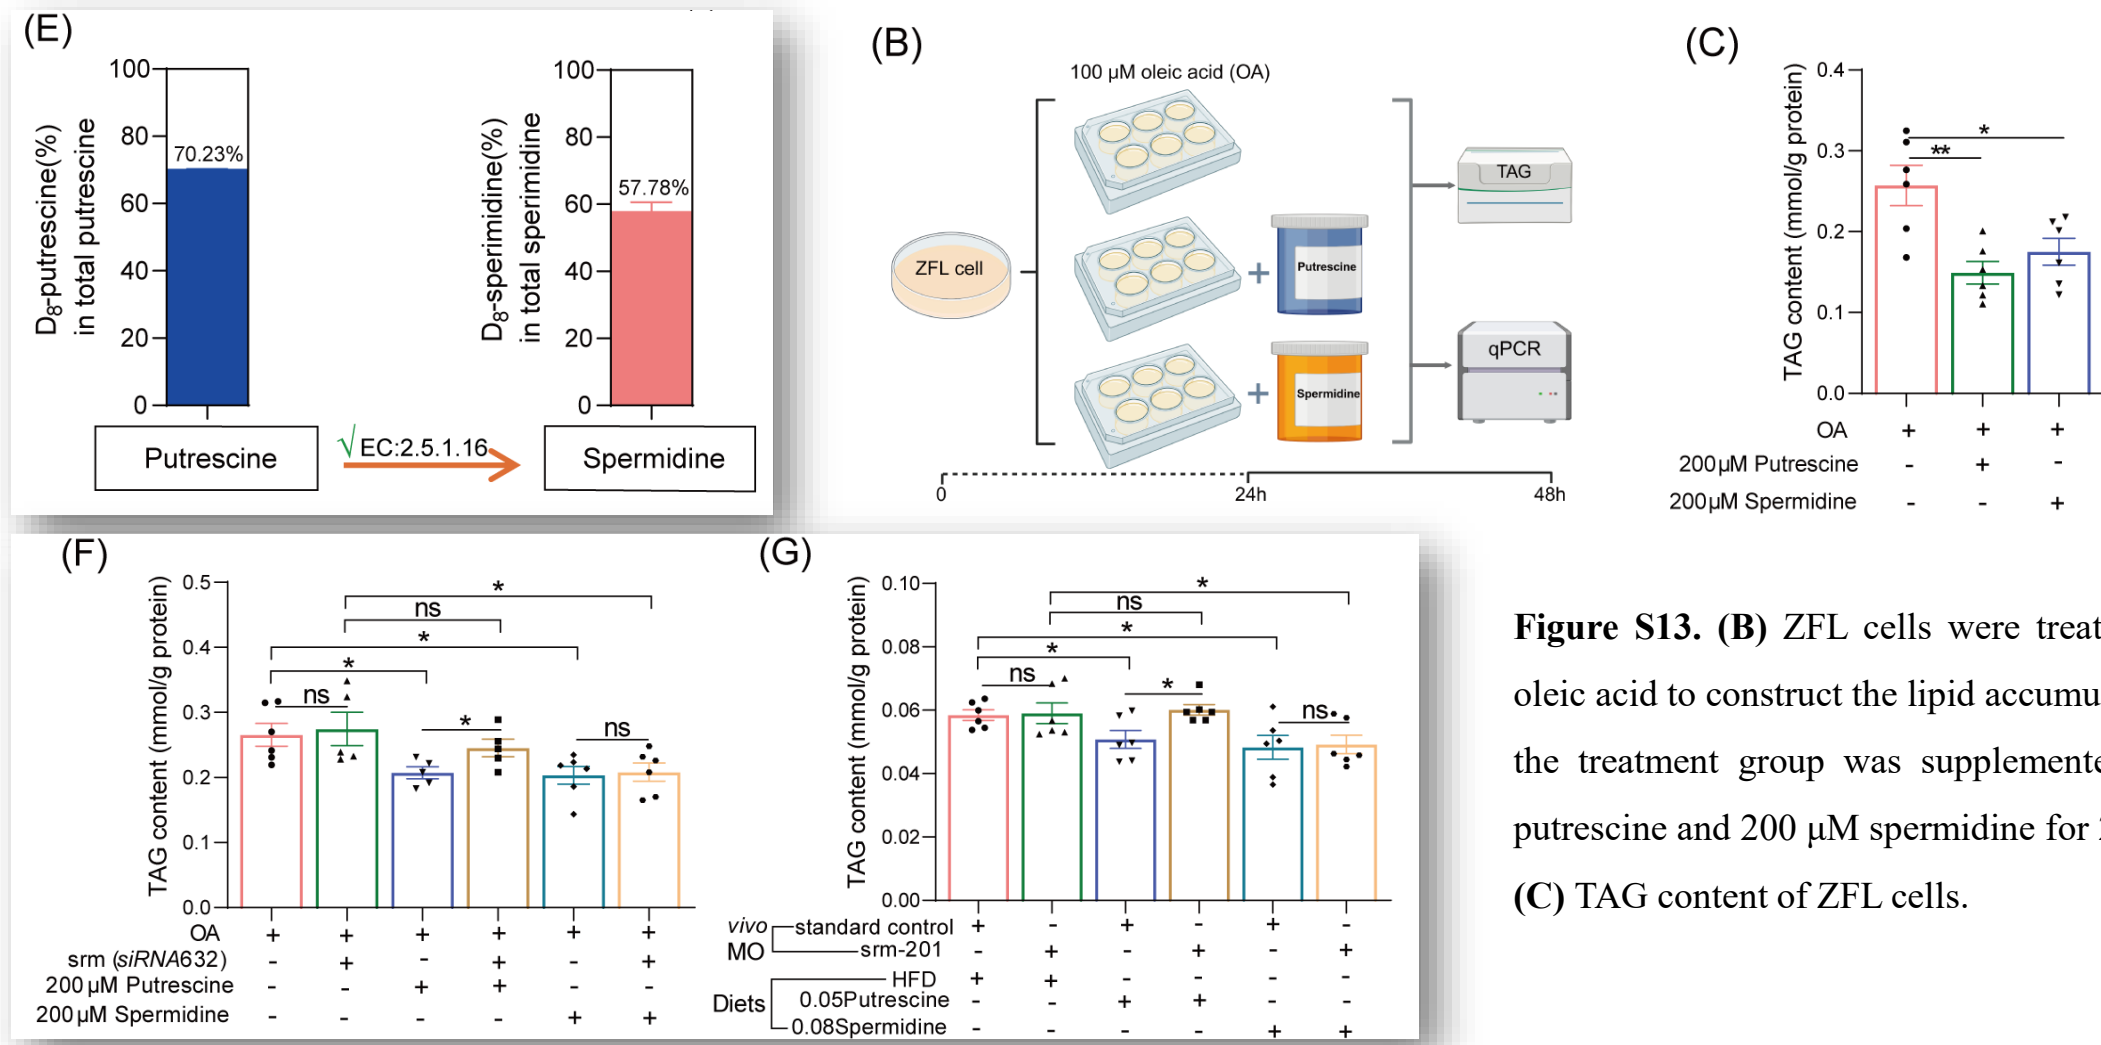 (E)
100
80
60
40
20
0
D8-putrescine(%)
in total putrescine
70.23%
Putrescine
√ EC:2.5.1.16
100
80
60
40
20
0
D8-sperimidine(%)
in total sperimidine
57.78%
Spermidine
(B)
100 µM oleic acid (OA)
ZFL cell
+ Putrescine
+ Spermidine
TAG
qPCR
0 24h 48h
(C)
TAG content (mmol/g protein)
0.4
0.3
0.2
0.1
0.0
*
**
OA + + +
200µM Putrescine - + -
200µM Spermidine - - +
(F)
TAG content (mmol/g protein)
0.5
0.4
0.3
0.2
0.1
0.0
*
ns
*
*
ns
*
ns
OA + + + + + +
srm (siRNA632) - + - + - +
200µM Putrescine - - + + - -
200µM Spermidine - - - - + +
(G)
TAG content (mmol/g protein)
0.10
0.08
0.06
0.04
0.02
0.00
*
ns
*
*
ns
*
ns
vivo MO
standard control + - + - + -
srm-201 - + - + - +
Diets
HFD + + - - - -
0.05Putrescine - - + + - -
0.08Spermidine - - - - + +
Figure S13. (B) ZFL cells were treat
oleic acid to construct the lipid accumu
the treatment group was supplemente
putrescine and 200 µM spermidine for
(C) TAG content of ZFL cells.